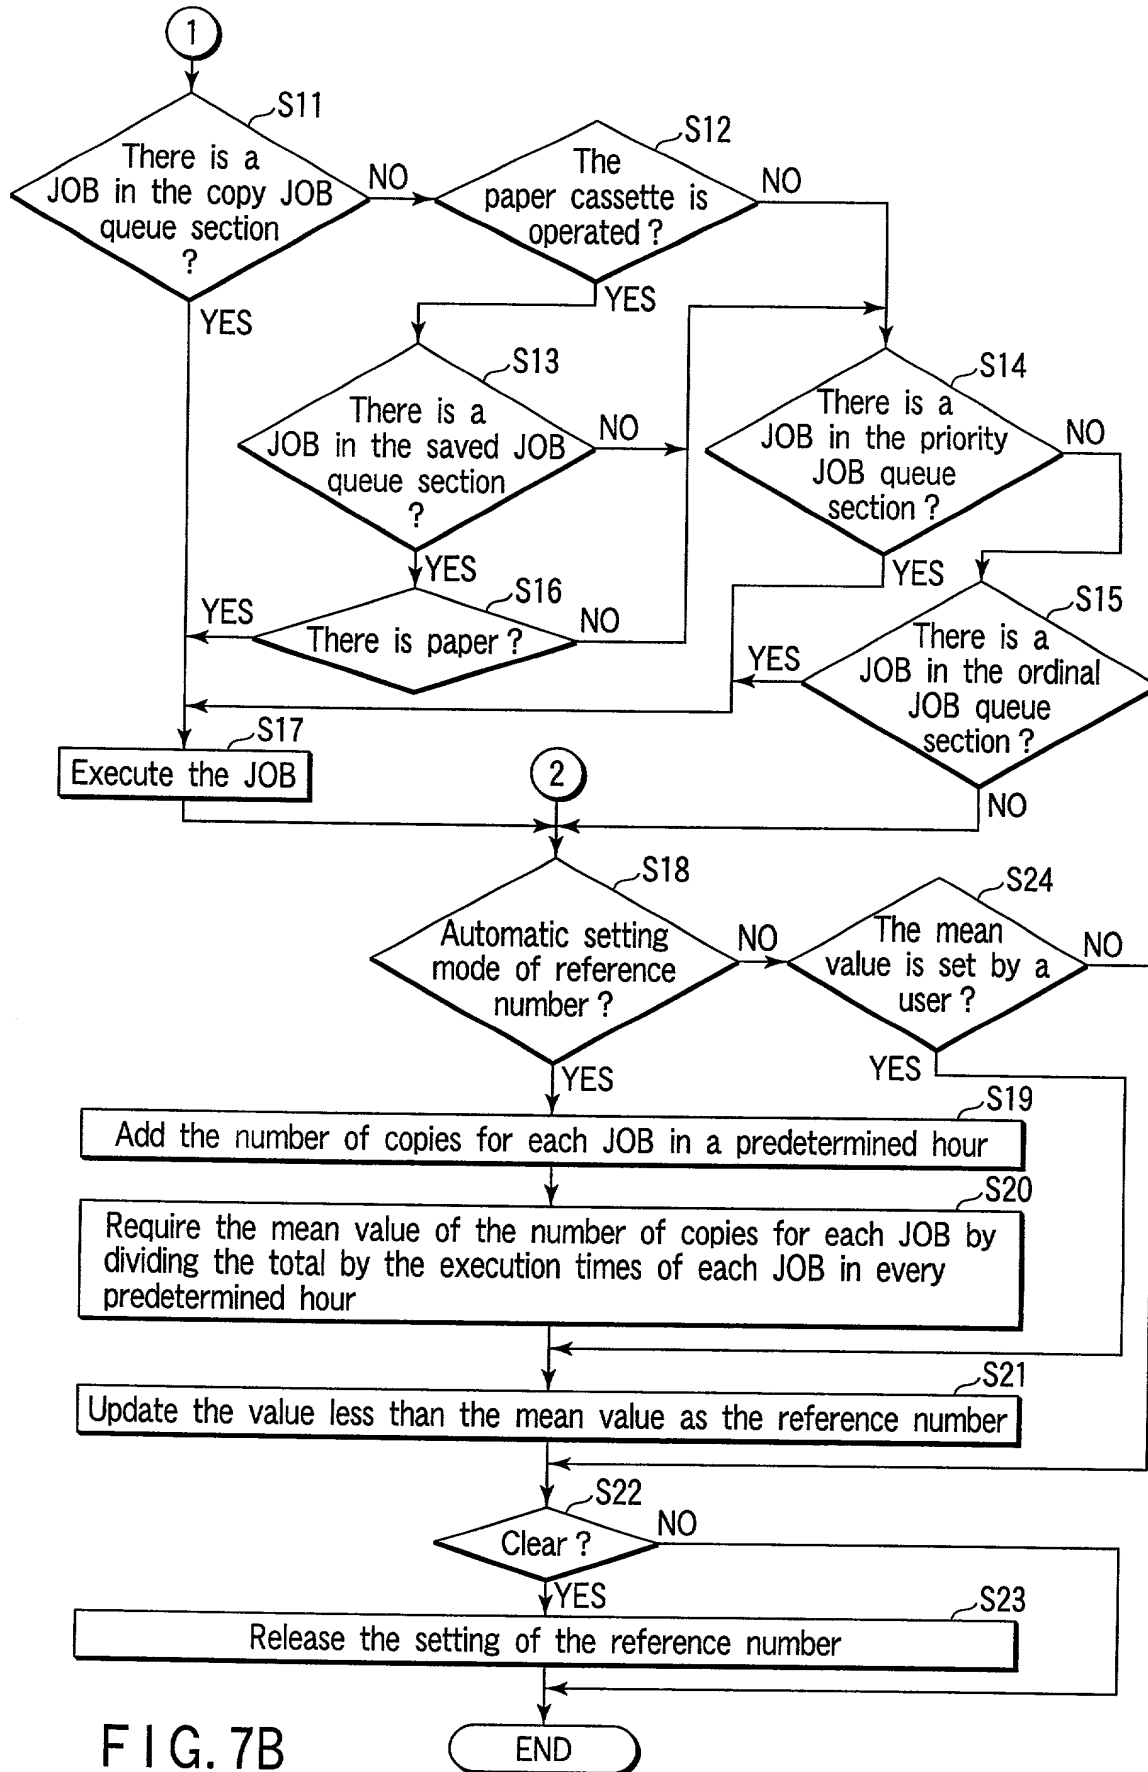 1
S11
There is a
JOB in the copy JOB
queue section
?
NO
YES
S12
The
paper cassette is
operated ?
NO
YES
S13
There is a
JOB in the saved JOB
queue section
?
NO
YES
S14
There is a
JOB in the priority
JOB queue
section ?
NO
YES
S16
There is paper ?
YES
NO
S15
There is a
JOB in the ordinal
JOB queue
section ?
YES
NO
S17
Execute the JOB
2
S18
Automatic setting
mode of reference
number ?
NO
YES
S24
The mean
value is set by a
user ?
NO
YES
S19
Add the number of copies for each JOB in a predetermined hour
S20
Require the mean value of the number of copies for each JOB by
dividing the total by the execution times of each JOB in every
predetermined hour
S21
Update the value less than the mean value as the reference number
S22
Clear ?
NO
YES
S23
Release the setting of the reference number
END
FIG. 7B